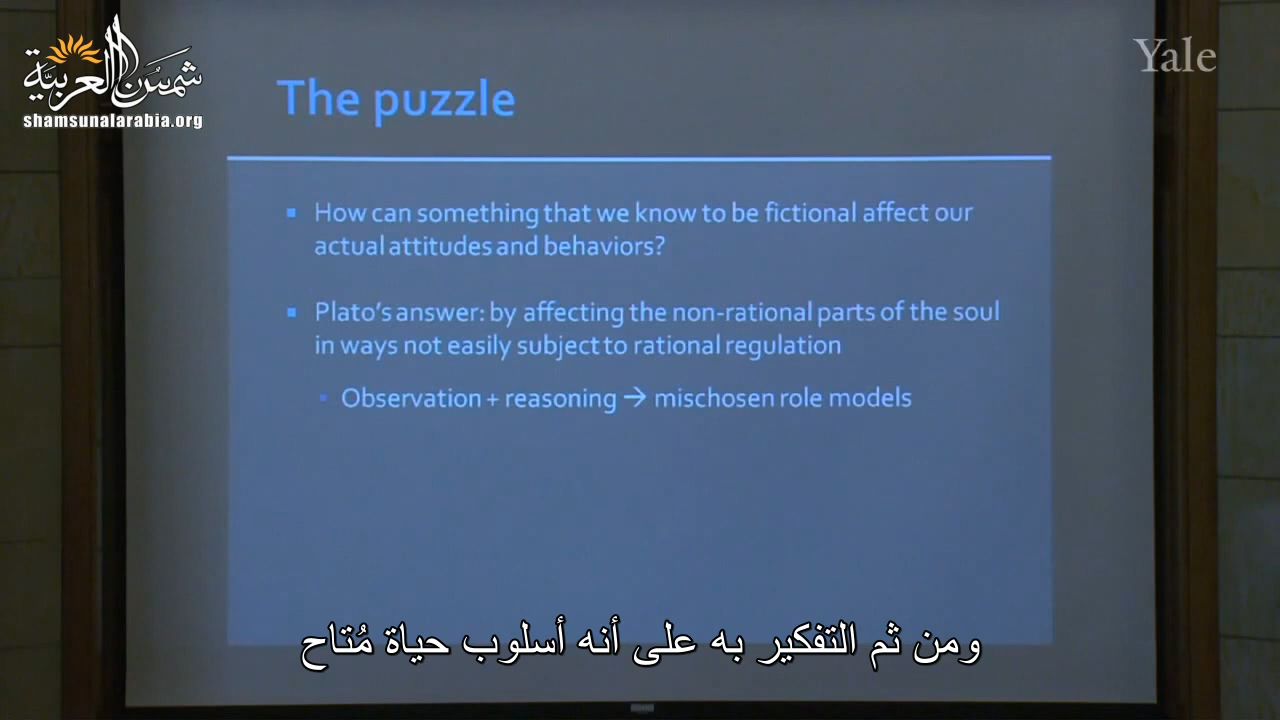 شمسُ العربيَّة
shamsunalarabia.org
Yale
The puzzle
▪ How can something that we know to be fictional affect our
actual attitudes and behaviors?
▪ Plato's answer: by affecting the non-rational parts of the soul
in ways not easily subject to rational regulation
▪ Observation + reasoning → mischosen role models
ومن ثم التفكير به على أنه أسلوب حياة مُتاح